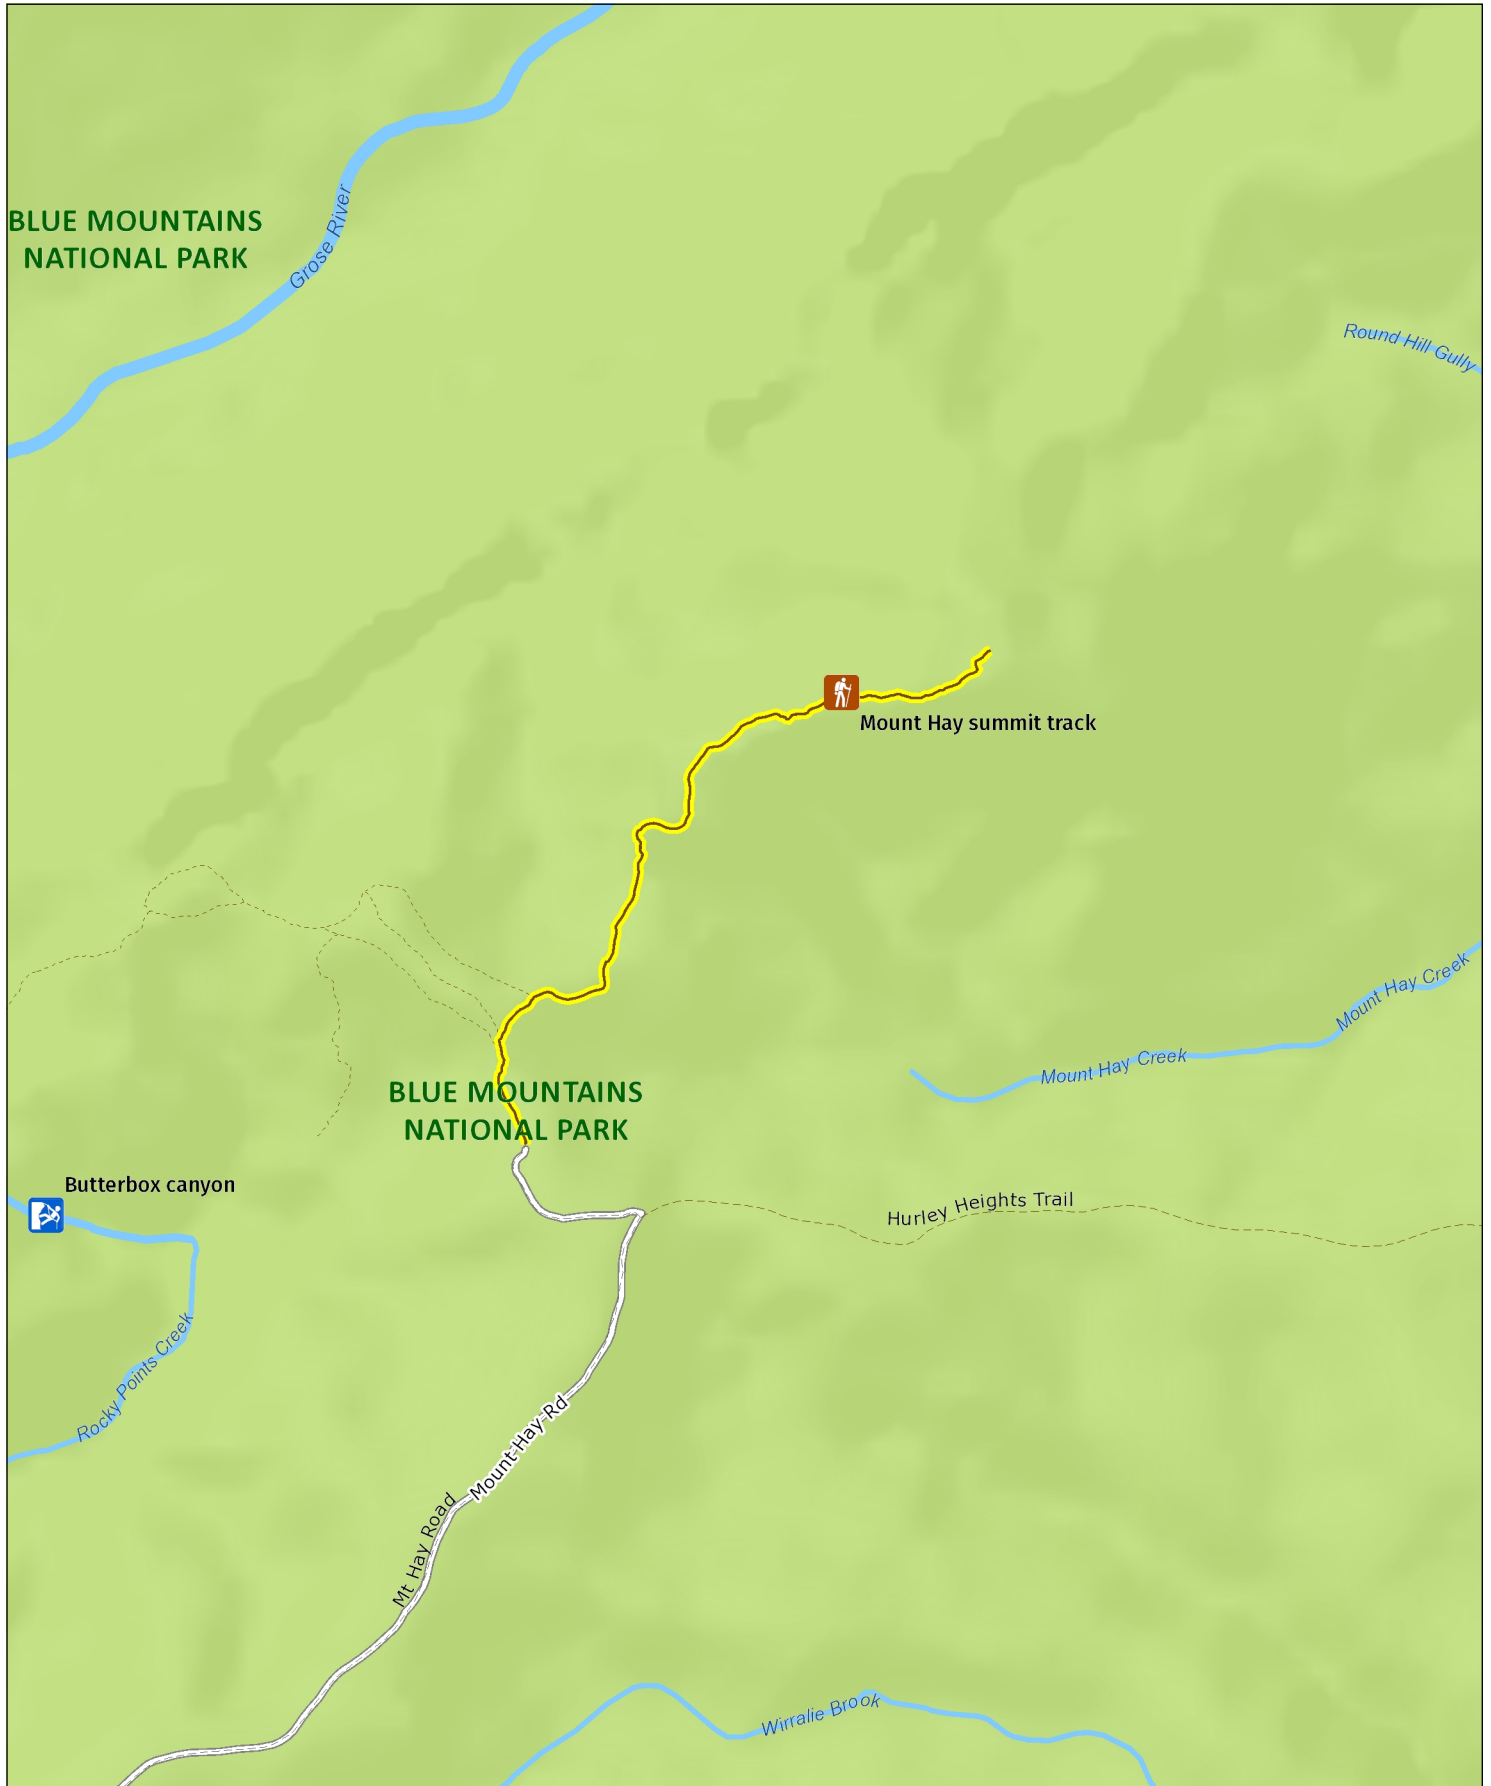 BLUE MOUNTAINS
NATIONAL PARK
Grose River
Round Hill Gully
Mount Hay summit track
Mount Hay Creek
Mount Hay Creek
BLUE MOUNTAINS
NATIONAL PARK
Butterbox canyon
Hurley Heights Trail
Rocky Points Creek
Mount Hay Rd
Mt Hay Road
Wirralie Brook